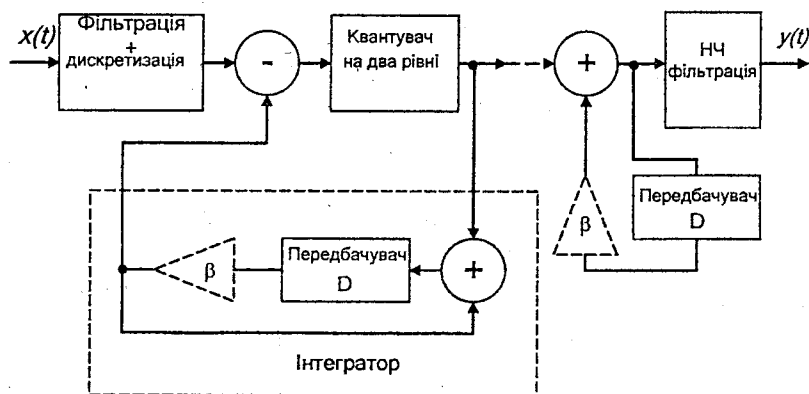 x(t)
Фільтрація
+
дискретизація
-
Квантувач
на два рівні
+
НЧ
фільтрація
y(t)
Передбачувач
D
β
β
Передбачувач
D
+
Інтегратор